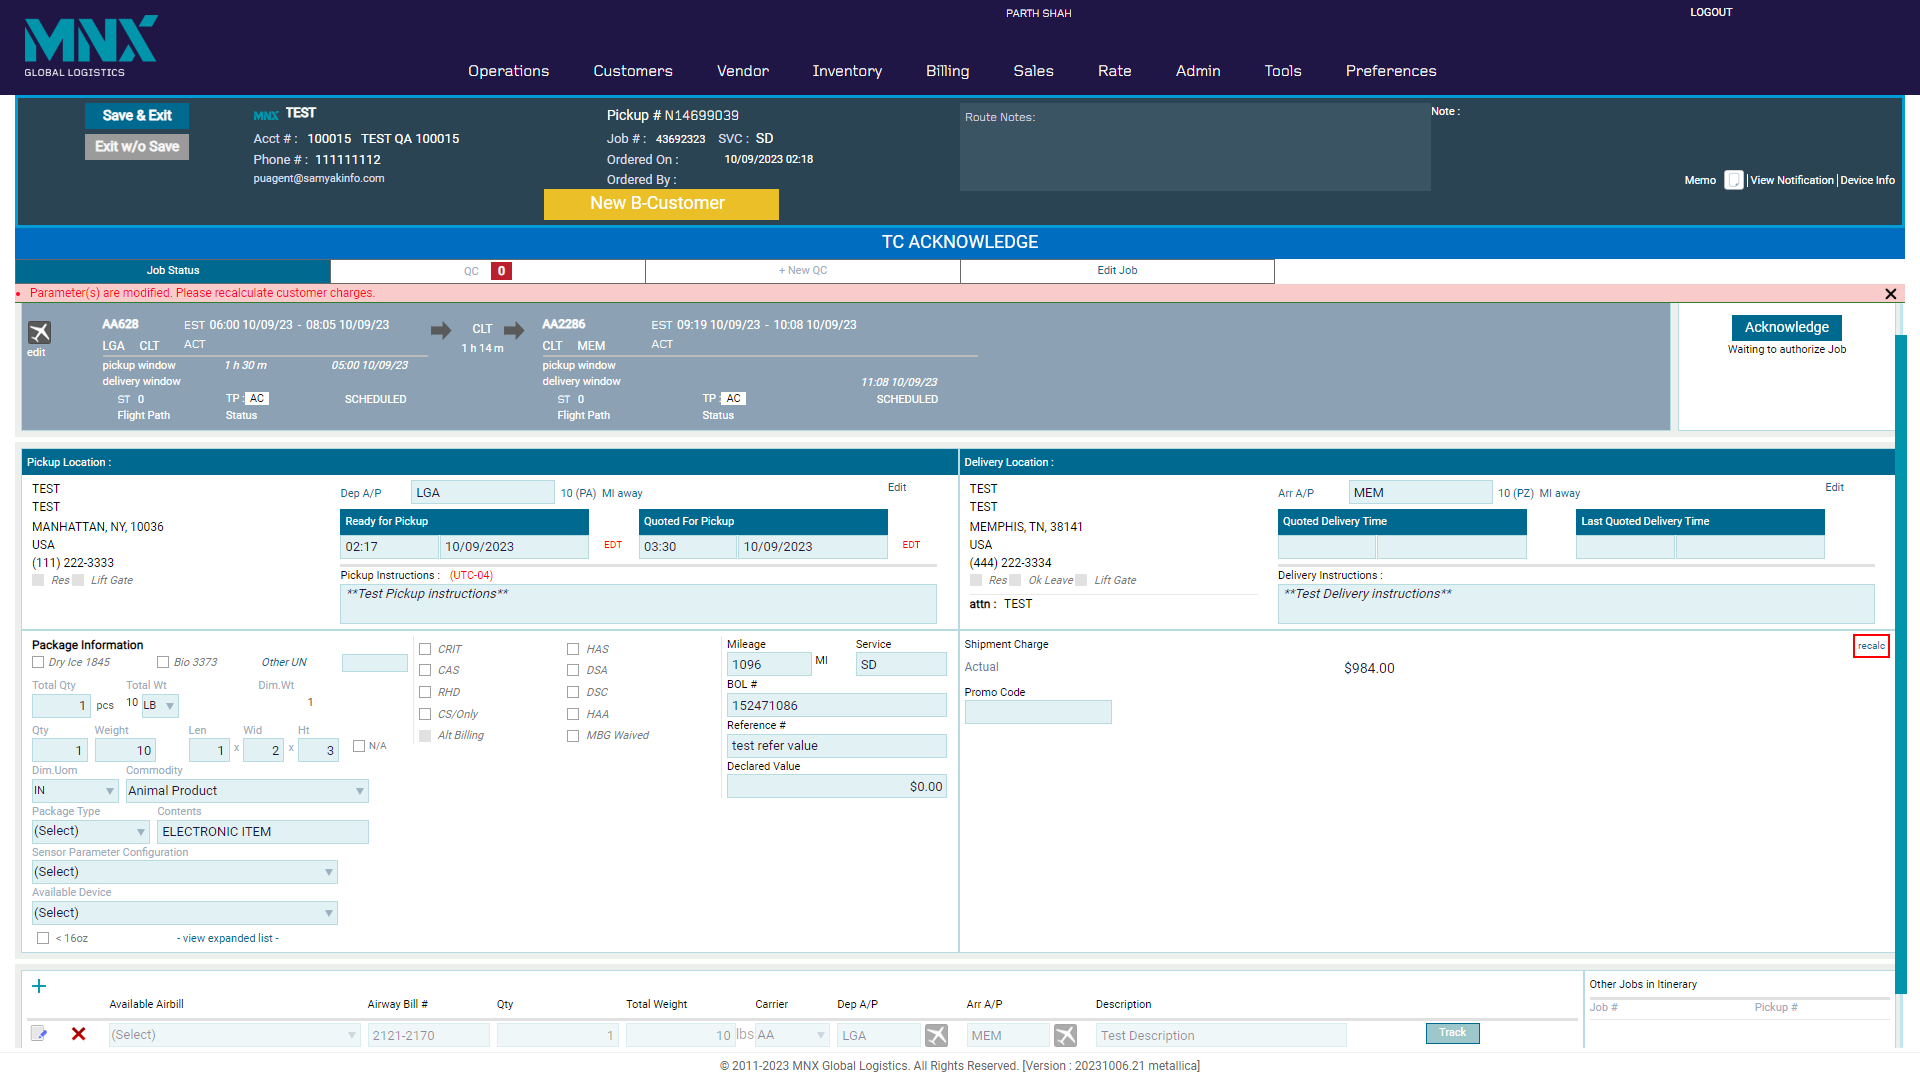 MNX
GLOBAL LOGISTICS
PARTH SHAH
LOGOUT
Operations Customers Vendor Inventory Billing Sales Rate Admin Tools Preferences
Save & Exit
Exit w/o Save
MNX TEST
Acct # : 100015 TEST QA 100015
Phone # : 111111112
puagent@samyakinfo.com
Pickup # N14699039
Job # : 43692323 SVC : SD
Ordered On : 10/09/2023 02:18
Ordered By :
New B-Customer
Route Notes:
Note :
Memo | View Notification | Device Info
TC ACKNOWLEDGE
Job Status QC 0 + New QC Edit Job
Parameter(s) are modified. Please recalculate customer charges.
edit
AA628 EST 06:00 10/09/23 - 08:05 10/09/23
LGA CLT ACT
pickup window 1 h 30 m 05:00 10/09/23
delivery window
ST 0 TP : AC SCHEDULED
Flight Path Status
CLT
1 h 14 m
AA2286 EST 09:19 10/09/23 - 10:08 10/09/23
CLT MEM ACT
pickup window
delivery window 11:08 10/09/23
ST 0 TP : AC SCHEDULED
Flight Path Status
Acknowledge
Waiting to authorize Job
Pickup Location :
TEST
TEST
MANHATTAN, NY, 10036
USA
(111) 222-3333
Res Lift Gate
Dep A/P LGA 10 (PA) MI away Edit
Ready for Pickup Quoted For Pickup
02:17 10/09/2023 EDT 03:30 10/09/2023 EDT
Pickup Instructions : (UTC-04)
**Test Pickup instructions**
Delivery Location :
TEST
TEST
MEMPHIS, TN, 38141
USA
(444) 222-3334
Res Ok Leave Lift Gate
attn : TEST
Arr A/P MEM 10 (PZ) MI away Edit
Quoted Delivery Time Last Quoted Delivery Time
Delivery Instructions :
**Test Delivery instructions**
Package Information
Dry Ice 1845 Bio 3373 Other UN
Total Qty Total Wt Dim.Wt
1 pcs 10 LB 1
Qty Weight Len Wid Ht
1 10 1 x 2 x 3 N/A
Dim.Uom Commodity
IN Animal Product
Package Type Contents
(Select) ELECTRONIC ITEM
Sensor Parameter Configuration
(Select)
Available Device
(Select)
< 16oz - view expanded list -
CRIT HAS
CAS DSA
RHD DSC
CS/Only HAA
Alt Billing MBG Waived
Mileage Service
1096 MI SD
BOL #
152471086
Reference #
test refer value
Declared Value
$0.00
Shipment Charge recalc
Actual $984.00
Promo Code
+
Available Airbill Airway Bill # Qty Total Weight Carrier Dep A/P Arr A/P Description
(Select) 2121-2170 1 10 lbs AA LGA MEM Test Description Track
Other Jobs in Itinerary
Job # Pickup #
© 2011-2023 MNX Global Logistics. All Rights Reserved. [Version : 20231006.21 metallica]